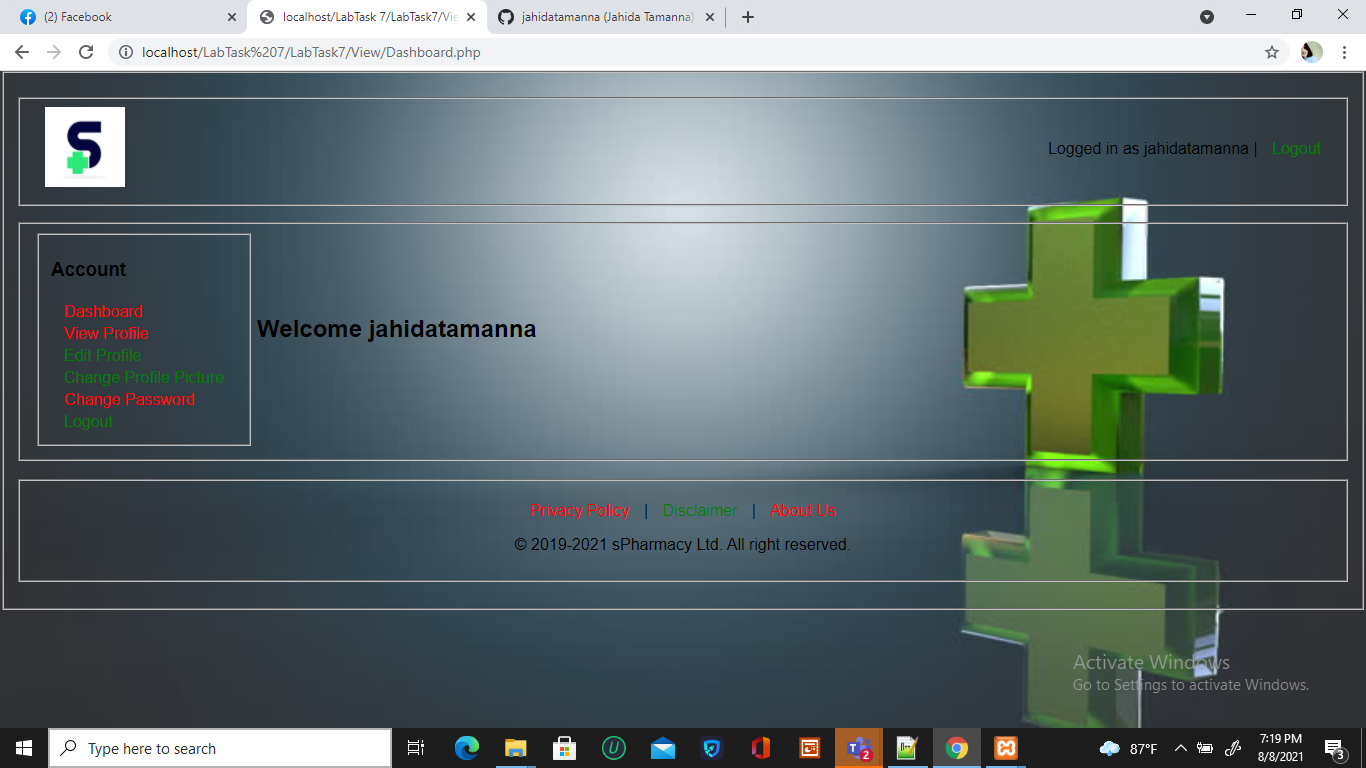 (2) Facebook
localhost/LabTask 7/LabTask7/Vie
jahidatamanna (Jahida Tamanna)
localhost/LabTask%207/LabTask7/View/Dashboard.php
S
Logged in as jahidatamanna | Logout
Account
Dashboard
View Profile
Edit Profile
Change Profile Picture
Change Password
Logout
Welcome jahidatamanna
Privacy Policy | Disclaimer | About Us
© 2019-2021 sPharmacy Ltd. All right reserved.
Activate Windows
Go to Settings to activate Windows.
Type here to search
2
87°F
7:19 PM
8/8/2021
3